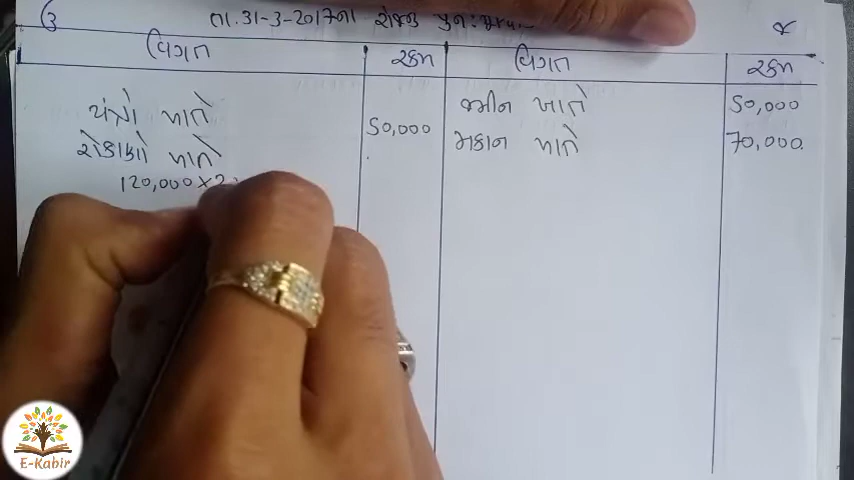 ઉ તા.31-3-2017ના રોજનું પુનઃમૂલ્ય જ
વિગત રકમ વિગત રકમ
યંત્રો ખાતે 50,000 જમીન ખાતે 50,000
રોકાણો ખાતે મકાન ખાતે 70,000.
120,000 × 2
E-Kabir